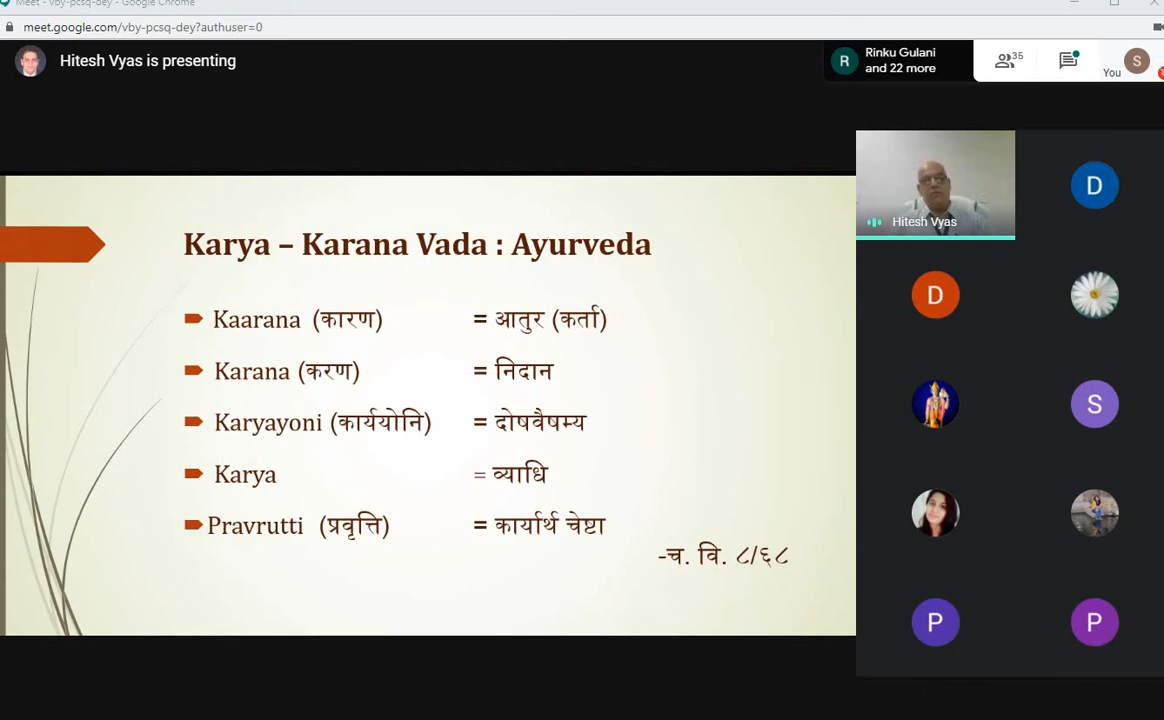 Meet - vby-pcsq-dey - Google Chrome
meet.google.com/vby-pcsq-dey?authuser=0
Hitesh Vyas is presenting
R
Rinku Gulani
and 22 more
35
You
S
Karya – Karana Vada : Ayurveda
Kaarana (कारण) = आतुर (कर्ता)
Karana (करण) = निदान
Karyayoni (कार्ययोनि) = दोषवैषम्य
Karya = व्याधि
Pravrutti (प्रवृत्ति) = कार्यार्थ चेष्टा
-च. वि. ८/६८
Hitesh Vyas
D
D
S
P
P